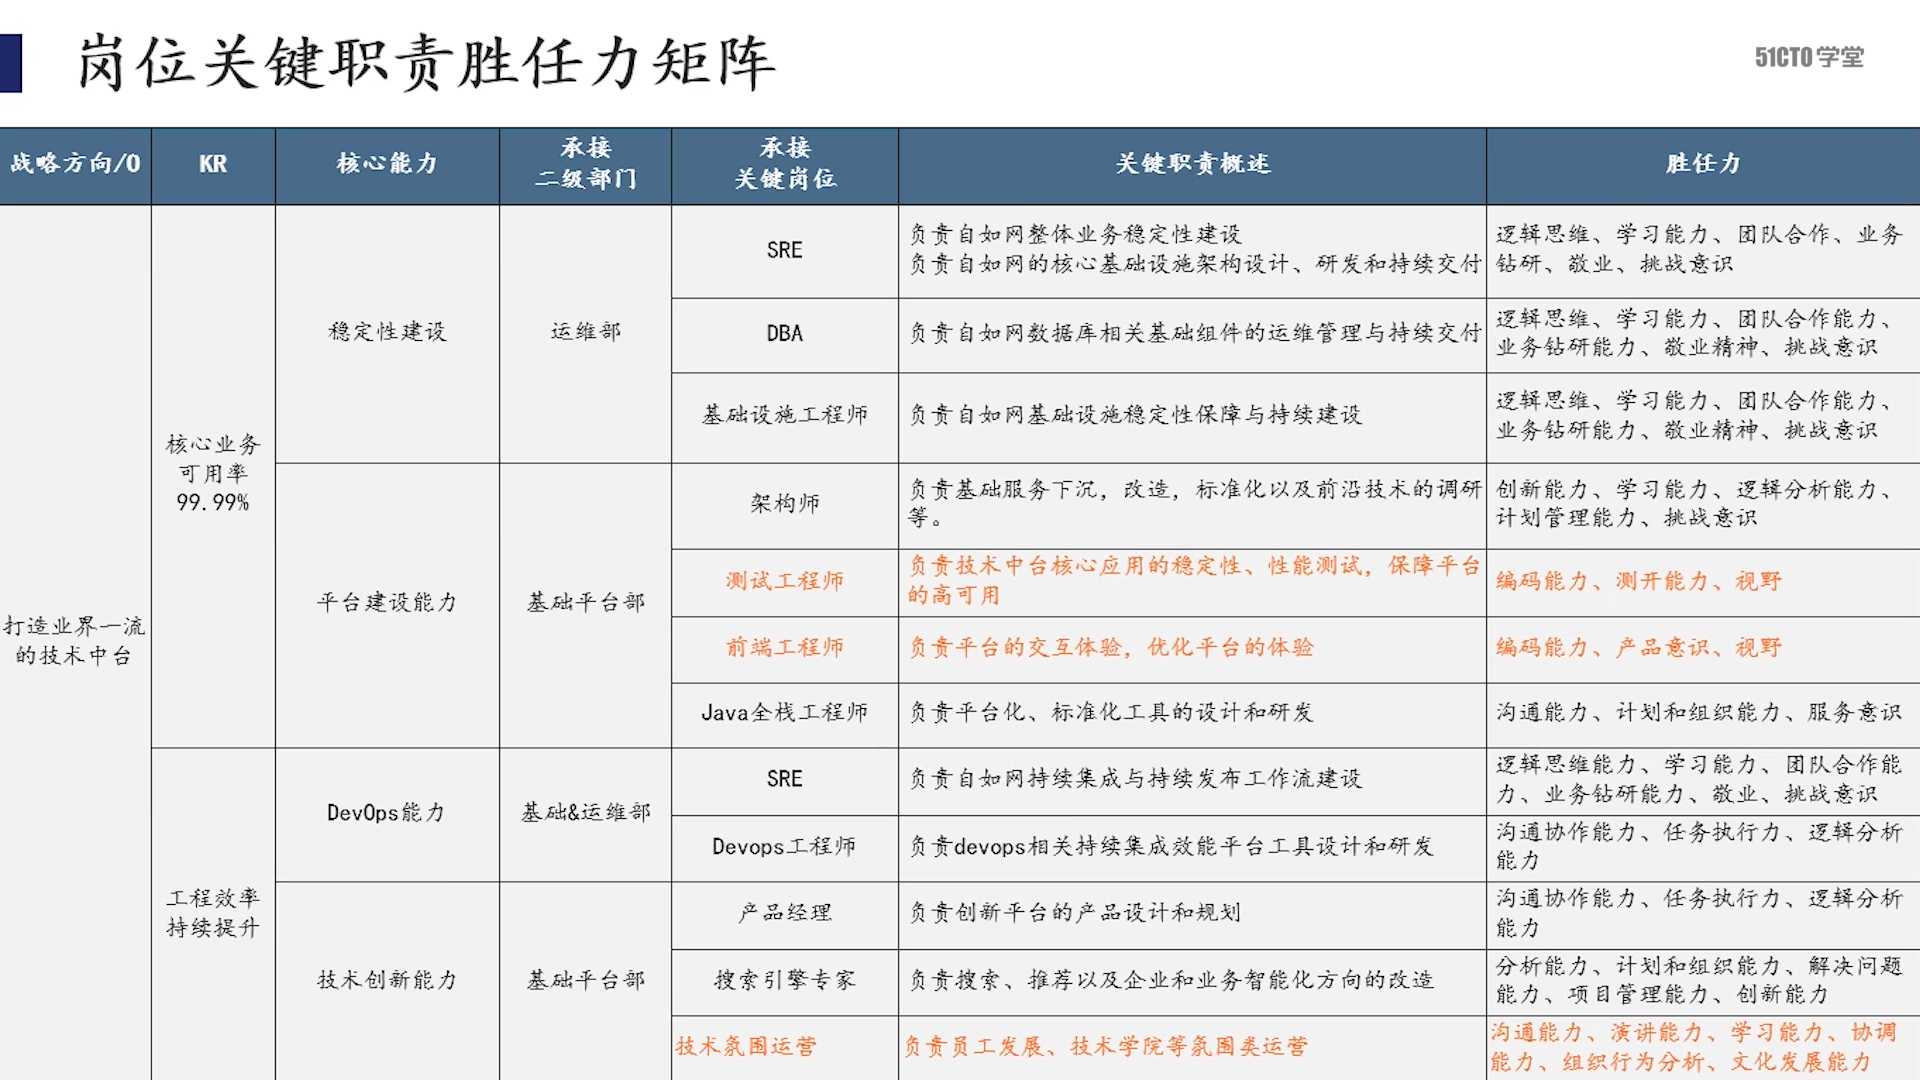 岗位关键职责胜任力矩阵
51CTO学堂
战略方向/O
KR
核心能力
承接
二级部门
承接
关键岗位
关键职责概述
胜任力
打造业界一流
的技术中台
核心业务
可用率
99.99%
稳定性建设
运维部
SRE
负责自如网整体业务稳定性建设
负责自如网的核心基础设施架构设计、研发和持续交付
逻辑思维、学习能力、团队合作、业务
钻研、敬业、挑战意识
DBA
负责自如网数据库相关基础组件的运维管理与持续交付
逻辑思维、学习能力、团队合作能力、
业务钻研能力、敬业精神、挑战意识
基础设施工程师
负责自如网基础设施稳定性保障与持续建设
逻辑思维、学习能力、团队合作能力、
业务钻研能力、敬业精神、挑战意识
平台建设能力
基础平台部
架构师
负责基础服务下沉，改造，标准化以及前沿技术的调研
等。
创新能力、学习能力、逻辑分析能力、
计划管理能力、挑战意识
测试工程师
负责技术中台核心应用的稳定性、性能测试，保障平台
的高可用
编码能力、测开能力、视野
前端工程师
负责平台的交互体验，优化平台的体验
编码能力、产品意识、视野
Java全栈工程师
负责平台化、标准化工具的设计和研发
沟通能力、计划和组织能力、服务意识
工程效率
持续提升
DevOps能力
基础&运维部
SRE
负责自如网持续集成与持续发布工作流建设
逻辑思维能力、学习能力、团队合作能
力、业务钻研能力、敬业、挑战意识
Devops工程师
负责devops相关持续集成效能平台工具设计和研发
沟通协作能力、任务执行力、逻辑分析
能力
技术创新能力
基础平台部
产品经理
负责创新平台的产品设计和规划
沟通协作能力、任务执行力、逻辑分析
能力
搜索引擎专家
负责搜索、推荐以及企业和业务智能化方向的改造
分析能力、计划和组织能力、解决问题
能力、项目管理能力、创新能力
技术氛围运营
负责员工发展、技术学院等氛围类运营
沟通能力、演讲能力、学习能力、协调
能力、组织行为分析、文化发展能力